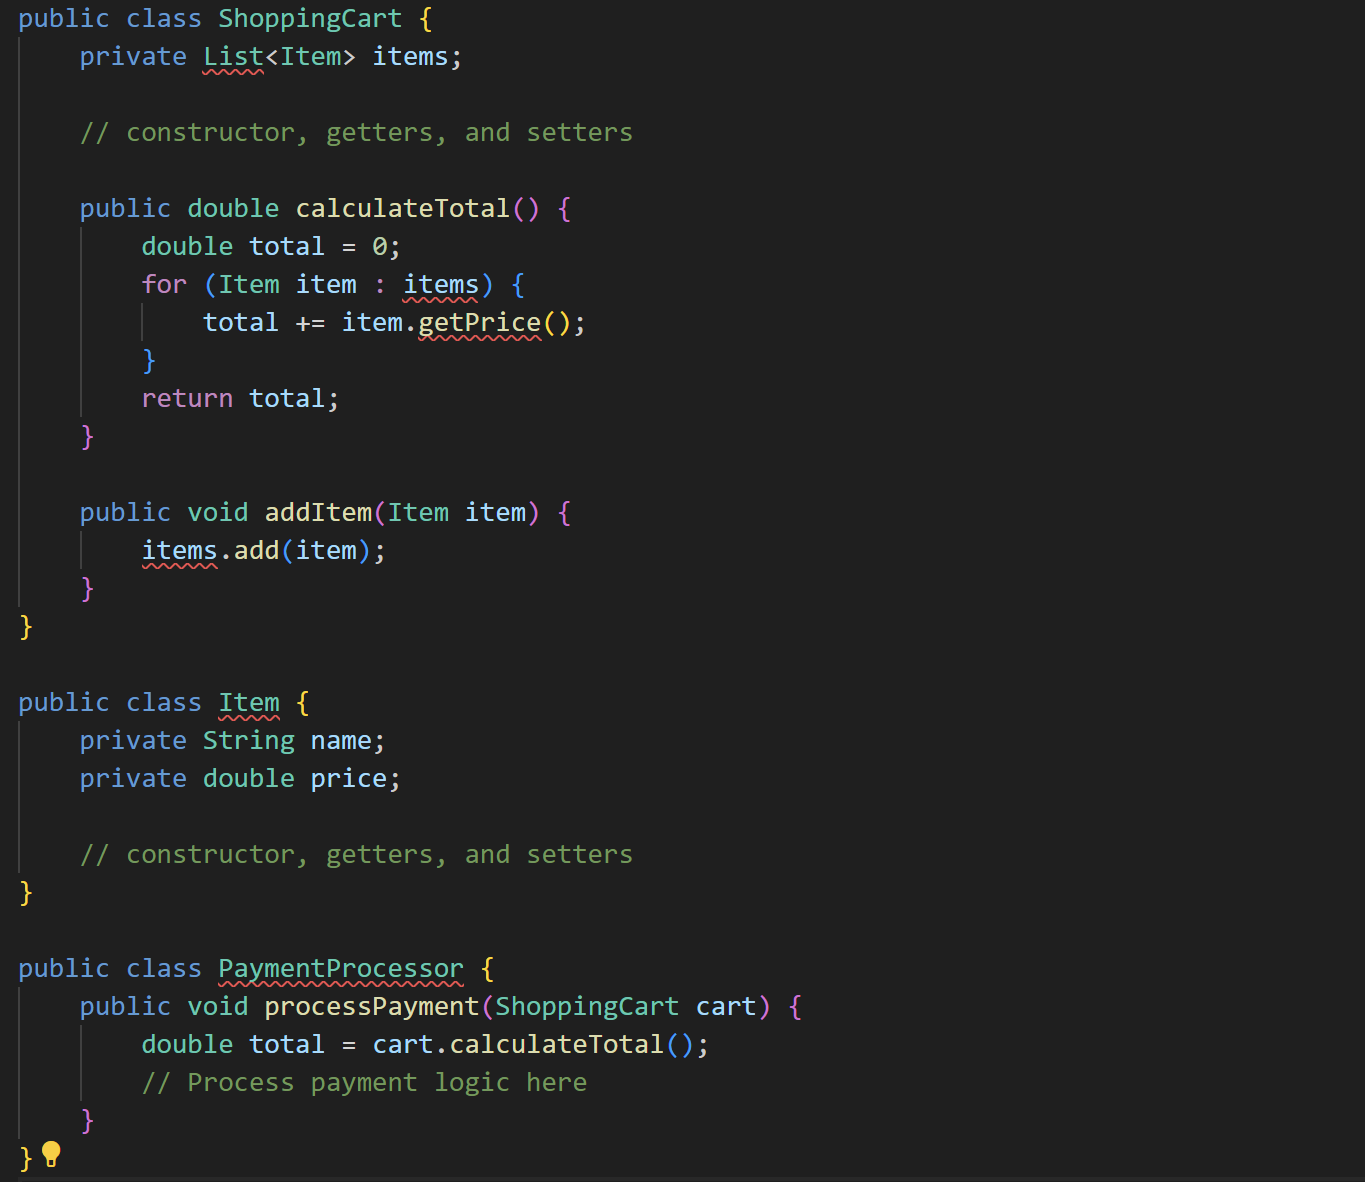 public class ShoppingCart {
    private List<Item> items;

    // constructor, getters, and setters

    public double calculateTotal() {
        double total = 0;
        for (Item item : items) {
            total += item.getPrice();
        }
        return total;
    }

    public void addItem(Item item) {
        items.add(item);
    }
}

public class Item {
    private String name;
    private double price;

    // constructor, getters, and setters
}

public class PaymentProcessor {
    public void processPayment(ShoppingCart cart) {
        double total = cart.calculateTotal();
        // Process payment logic here
    }
}